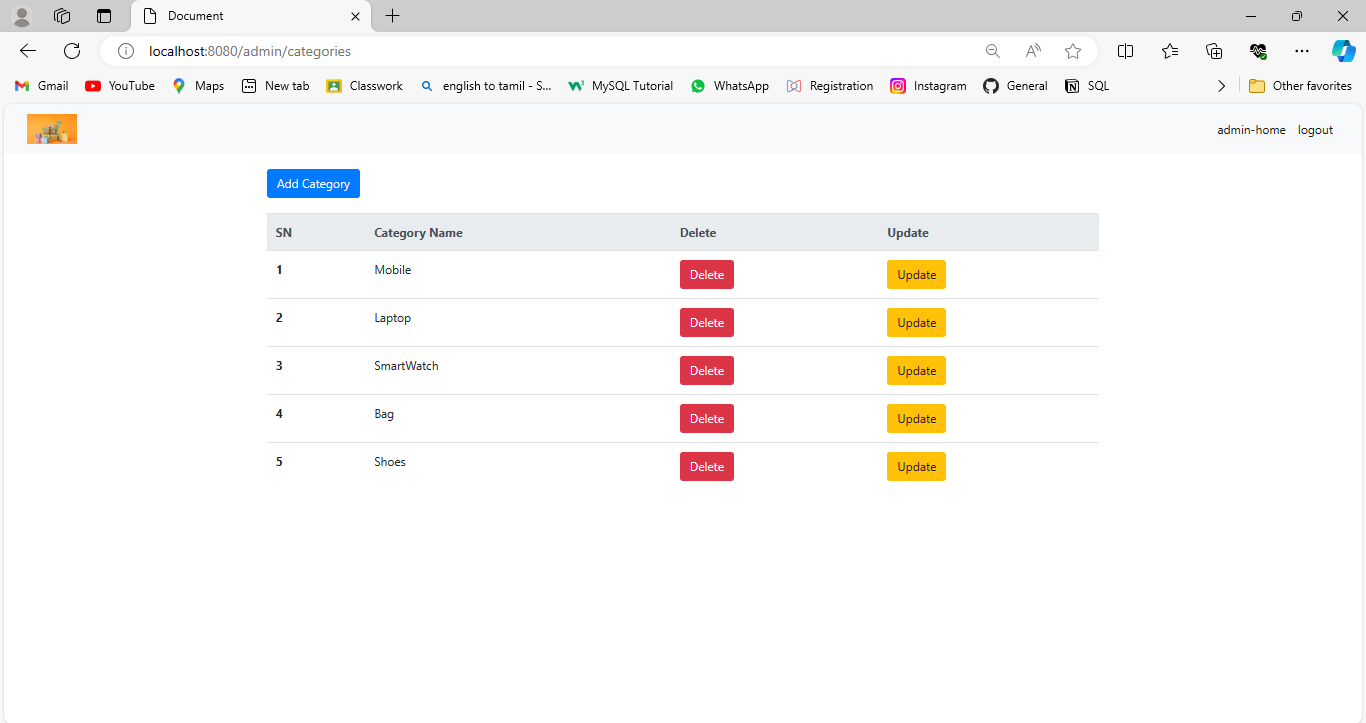 Document
localhost:8080/admin/categories
Gmail YouTube Maps New tab Classwork english to tamil - S... MySQL Tutorial WhatsApp Registration Instagram General SQL Other favorites
admin-home logout
Add Category
SN Category Name Delete Update
1 Mobile Delete Update
2 Laptop Delete Update
3 SmartWatch Delete Update
4 Bag Delete Update
5 Shoes Delete Update